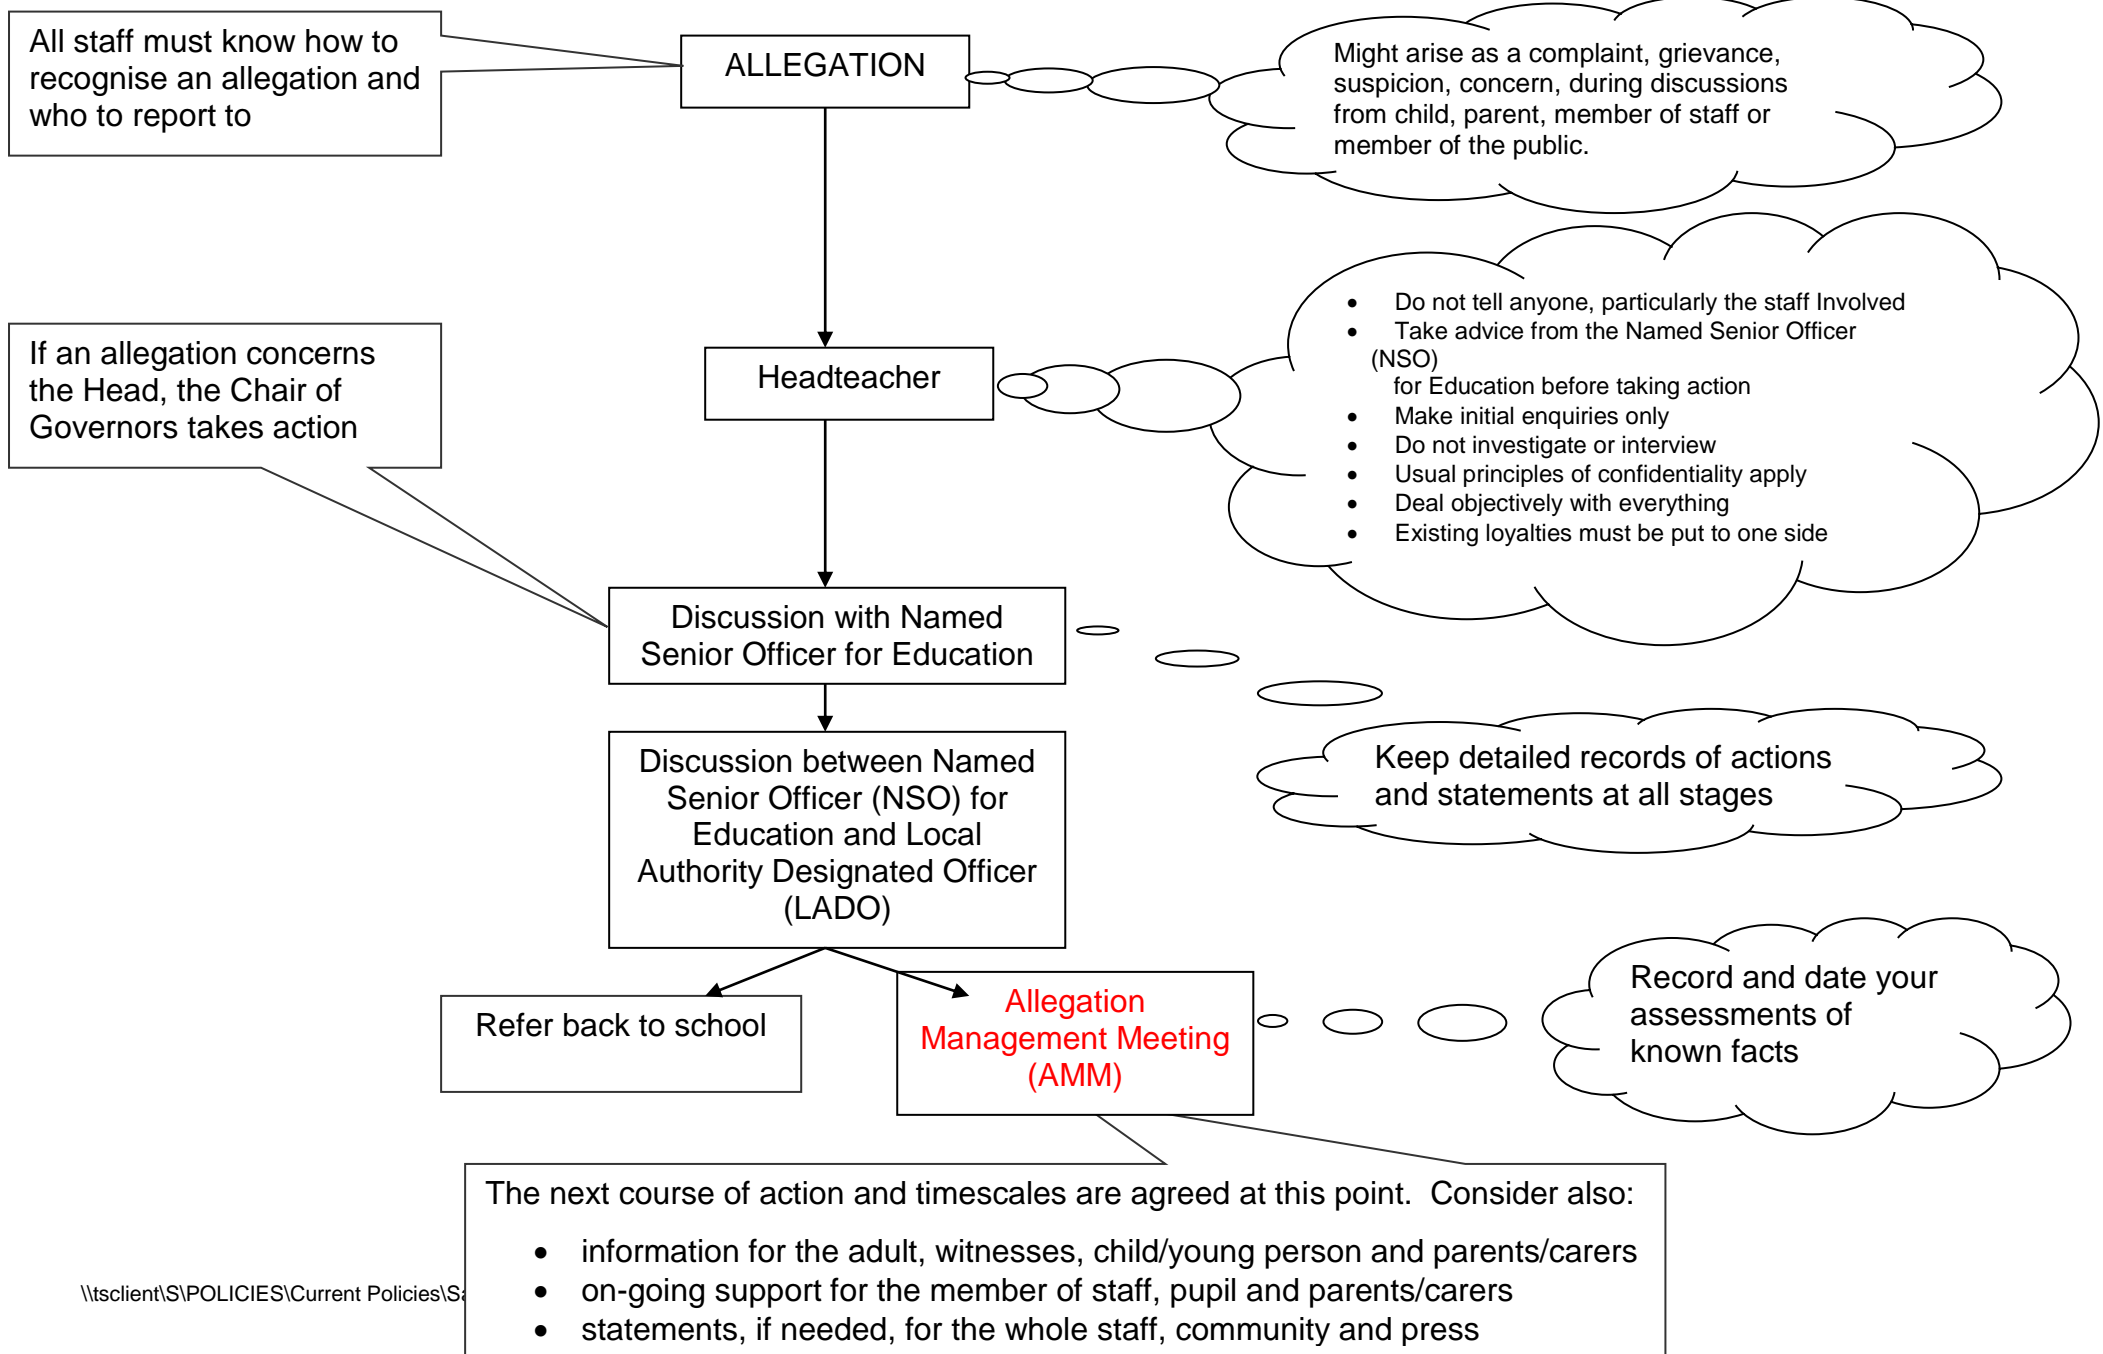 All staff must know how to
recognise an allegation and
who to report to
ALLEGATION
Might arise as a complaint, grievance,
suspicion, concern, during discussions
from child, parent, member of staff or
member of the public.
If an allegation concerns
the Head, the Chair of
Governors takes action
Headteacher
• Do not tell anyone, particularly the staff Involved
• Take advice from the Named Senior Officer
(NSO)
for Education before taking action
• Make initial enquiries only
• Do not investigate or interview
• Usual principles of confidentiality apply
• Deal objectively with everything
• Existing loyalties must be put to one side
Discussion with Named
Senior Officer for Education
Keep detailed records of actions
and statements at all stages
Discussion between Named
Senior Officer (NSO) for
Education and Local
Authority Designated Officer
(LADO)
Refer back to school
Allegation
Management Meeting
(AMM)
Record and date your
assessments of
known facts
The next course of action and timescales are agreed at this point.  Consider also:
• information for the adult, witnesses, child/young person and parents/carers
• on-going support for the member of staff, pupil and parents/carers
• statements, if needed, for the whole staff, community and press
\\tsclient\S\POLICIES\Current Policies\